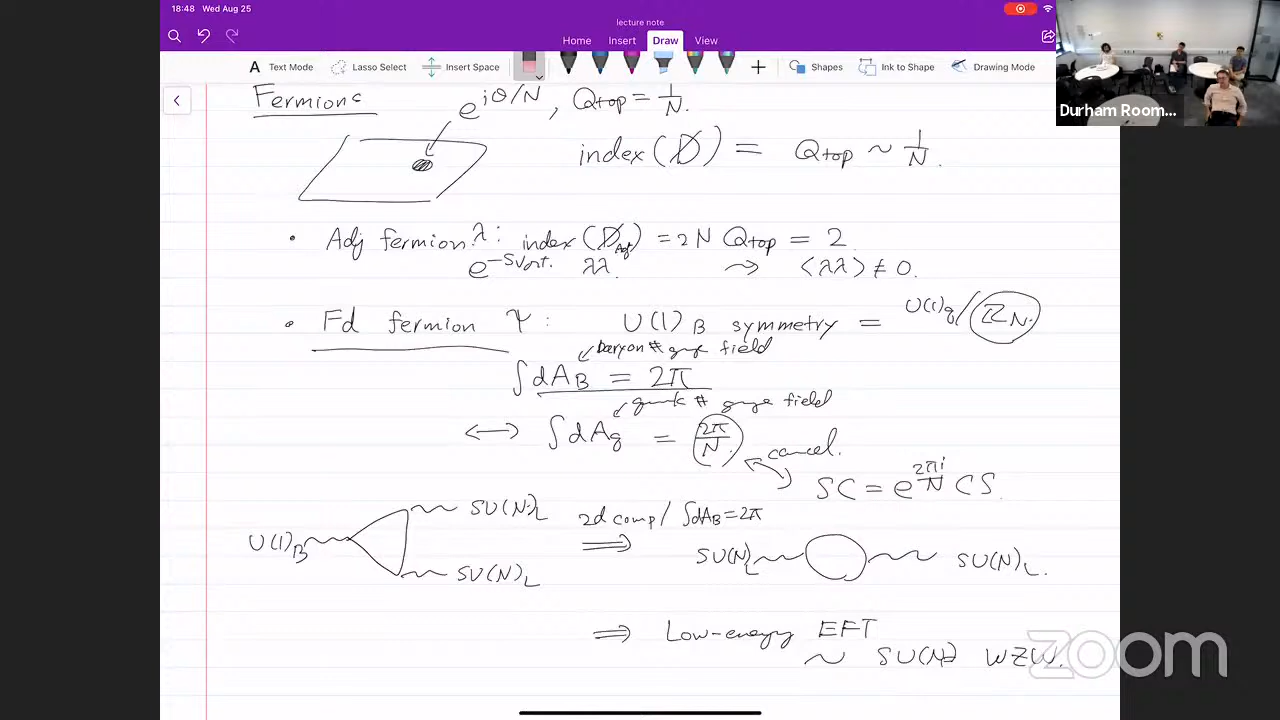 18:48 Wed Aug 25
lecture note
Home Insert Draw View
Text Mode Lasso Select Insert Space Shapes Ink to Shape Drawing Mode
Durham Room...
Fermions
e^{iθ/N}, Q_top = 1/N.
index(D̸) = Q_top ~ 1/N.
• Adj fermion λ: index(D̸_Adj) = 2N Q_top = 2
e^{-S_vort.} λλ. ⇝ ⟨λλ⟩ ≠ 0.
• Fd fermion Ψ: U(1)_B symmetry = U(1)_q/ℤ_N.
baryon # gauge field
∫dA_B = 2π
quark # gauge field
⟷ ∫dA_q = 2π/N
cancel.
SC = e^{2πi/N} CS.
U(1)_B SU(N)_L SU(N)_L
2d comp / ∫dA_B = 2π
⟹ SU(N)_L SU(N)_L.
⟹ Low-energy EFT
~ SU(N) WZW.
zoom